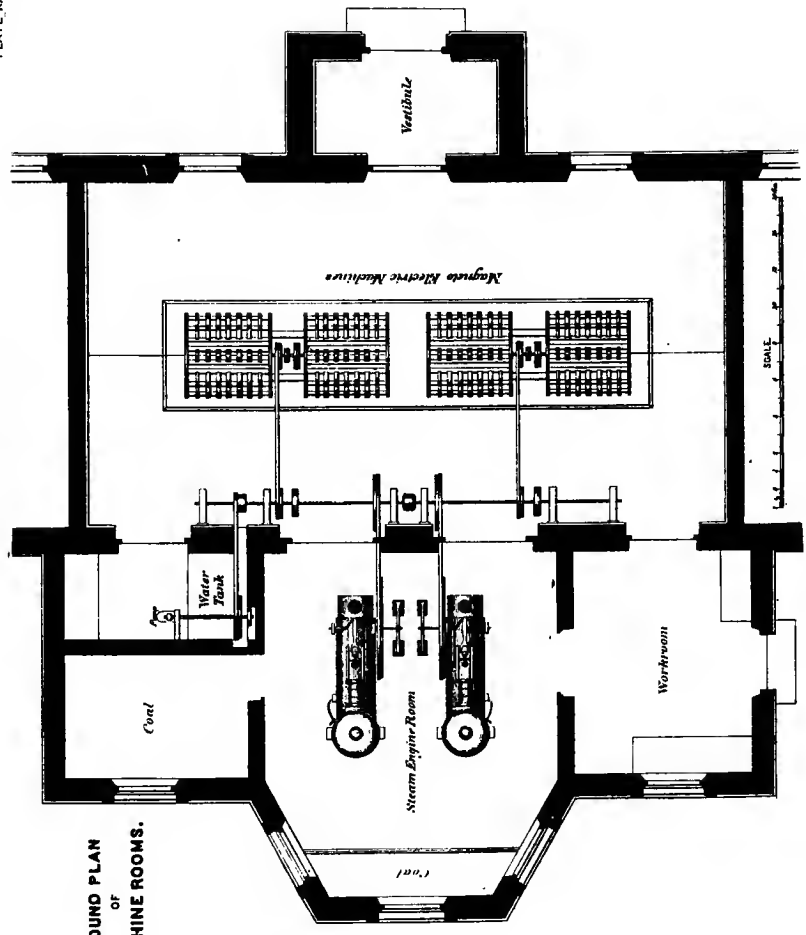 Vestibule
Magneto Electric Machines
SCALE
Water
Tank
Coal
Steam Engine Room
Workroom
Coal
OUND PLAN
OF
HINE ROOMS.